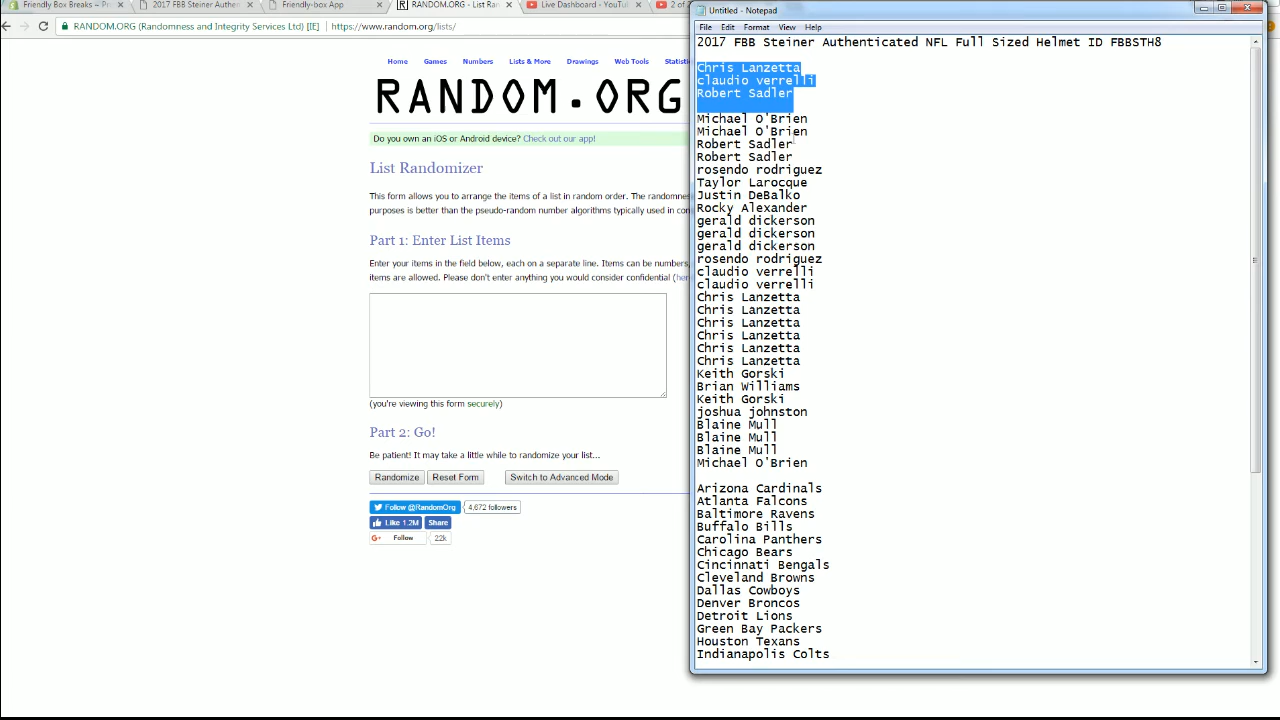 Friendly Box Breaks – Pr
2017 FBB Steiner Authent
Friendly-box App
RANDOM.ORG - List Ran
Live Dashboard - YouTu
2 of
RANDOM.ORG (Randomness and Integrity Services Ltd) [IE]
https://www.random.org/lists/
Home Games Numbers Lists & More Drawings Web Tools Statisti
RANDOM.ORG
Do you own an iOS or Android device? Check out our app!
List Randomizer
This form allows you to arrange the items of a list in random order. The randomnes
purposes is better than the pseudo-random number algorithms typically used in com
Part 1: Enter List Items
Enter your items in the field below, each on a separate line. Items can be numbers,
items are allowed. Please don't enter anything you would consider confidential (her
(you're viewing this form securely)
Part 2: Go!
Be patient! It may take a little while to randomize your list...
Randomize Reset Form Switch to Advanced Mode
Follow @RandomOrg 4,672 followers
Like 1.2M Share
Follow 22k
Untitled - Notepad
File Edit Format View Help
2017 FBB Steiner Authenticated NFL Full Sized Helmet ID FBBSTH8
Chris Lanzetta
claudio verrelli
Robert Sadler
Michael O'Brien
Michael O'Brien
Robert Sadler
Robert Sadler
rosendo rodriguez
Taylor Larocque
Justin DeBalko
Rocky Alexander
gerald dickerson
gerald dickerson
gerald dickerson
rosendo rodriguez
claudio verrelli
claudio verrelli
Chris Lanzetta
Chris Lanzetta
Chris Lanzetta
Chris Lanzetta
Chris Lanzetta
Chris Lanzetta
Keith Gorski
Brian Williams
Keith Gorski
joshua johnston
Blaine Mull
Blaine Mull
Blaine Mull
Michael O'Brien
Arizona Cardinals
Atlanta Falcons
Baltimore Ravens
Buffalo Bills
Carolina Panthers
Chicago Bears
Cincinnati Bengals
Cleveland Browns
Dallas Cowboys
Denver Broncos
Detroit Lions
Green Bay Packers
Houston Texans
Indianapolis Colts